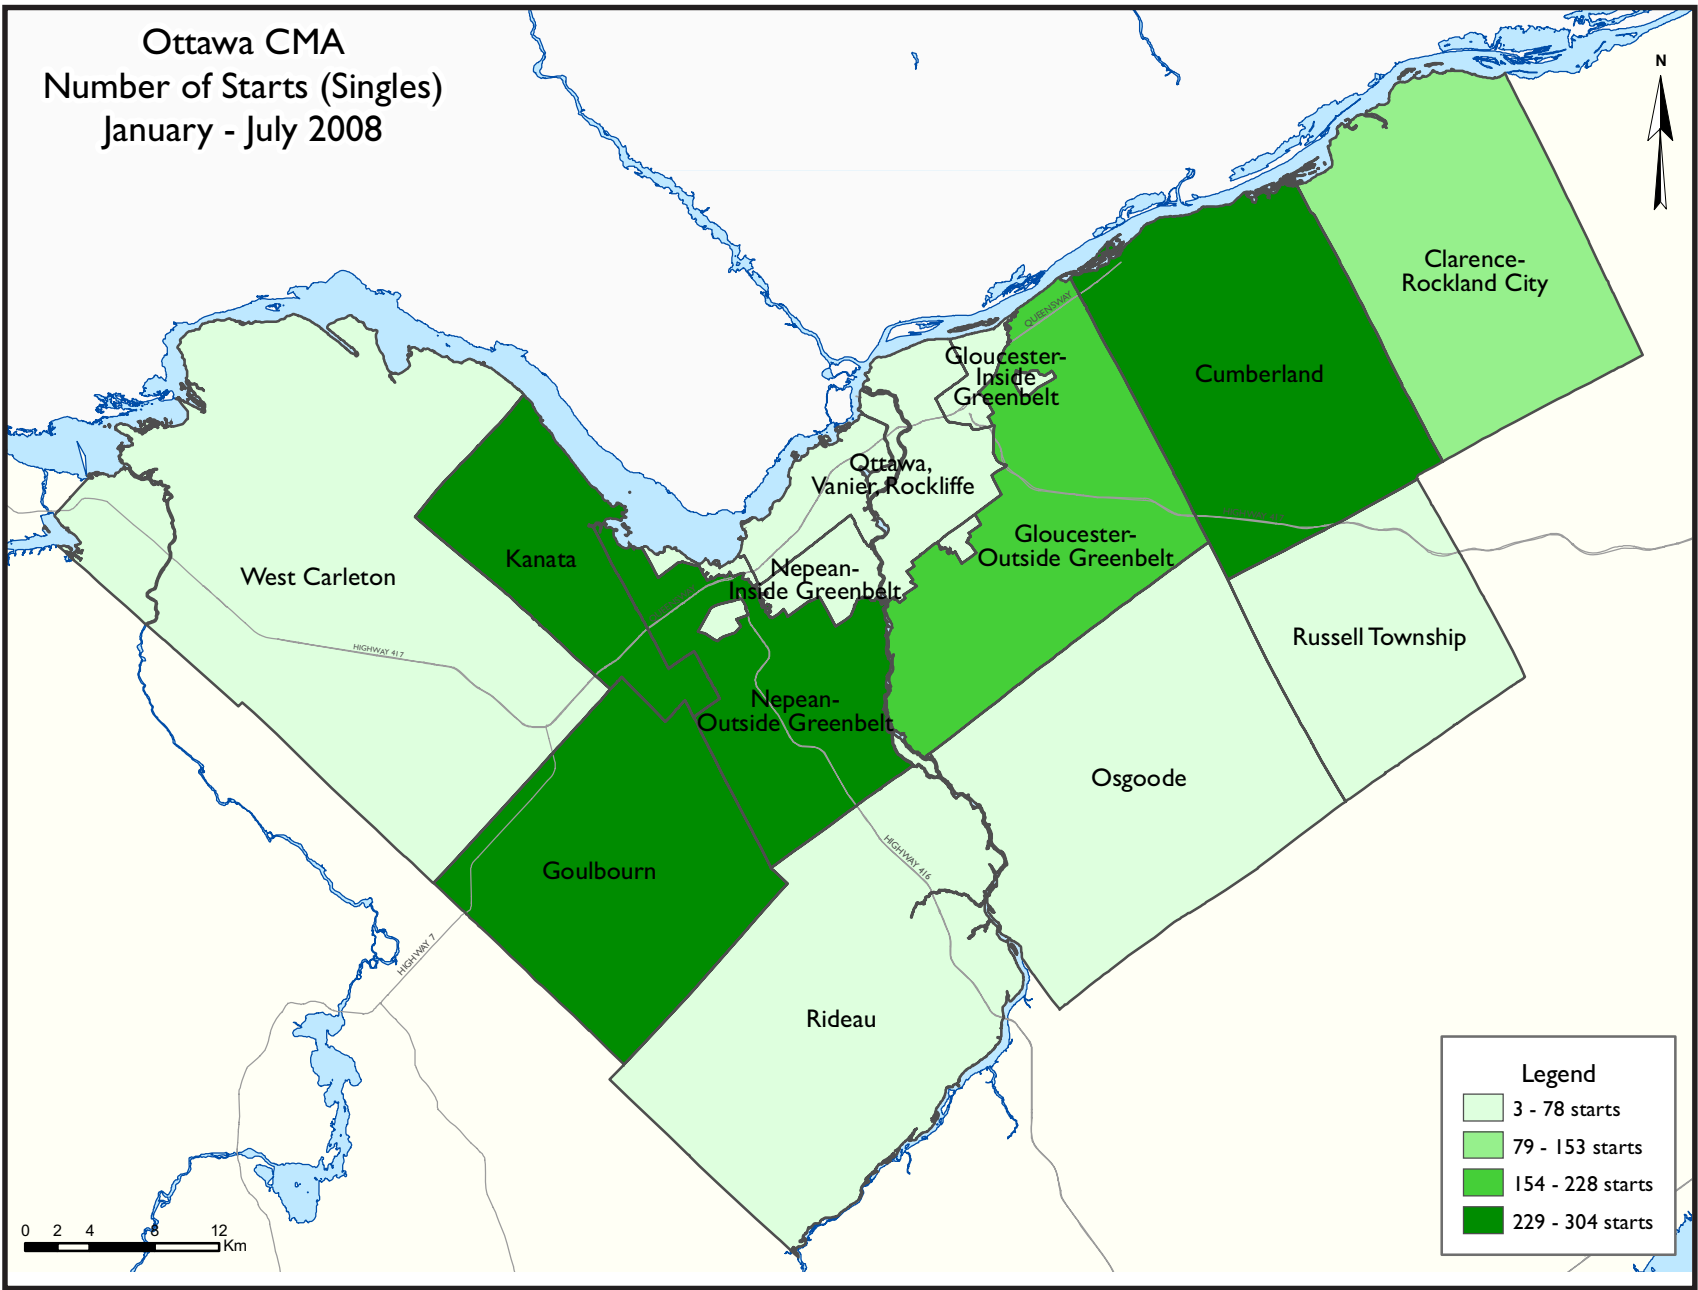 Ottawa CMA
Number of Starts (Singles)
January - July 2008
N
Clarence-
Rockland City
QUEENSWAY
Gloucester-
Inside
Greenbelt
Cumberland
Ottawa,
Vanier, Rockliffe
Gloucester-
Outside Greenbelt
Kanata
West Carleton
Nepean-
Inside Greenbelt
Russell Township
HIGHWAY 417
Nepean-
Outside Greenbelt
Osgoode
Goulbourn
HIGHWAY 416
HIGHWAY 7
Rideau
Legend
3 - 78 starts
79 - 153 starts
154 - 228 starts
229 - 304 starts
0 2 4 8 12
Km